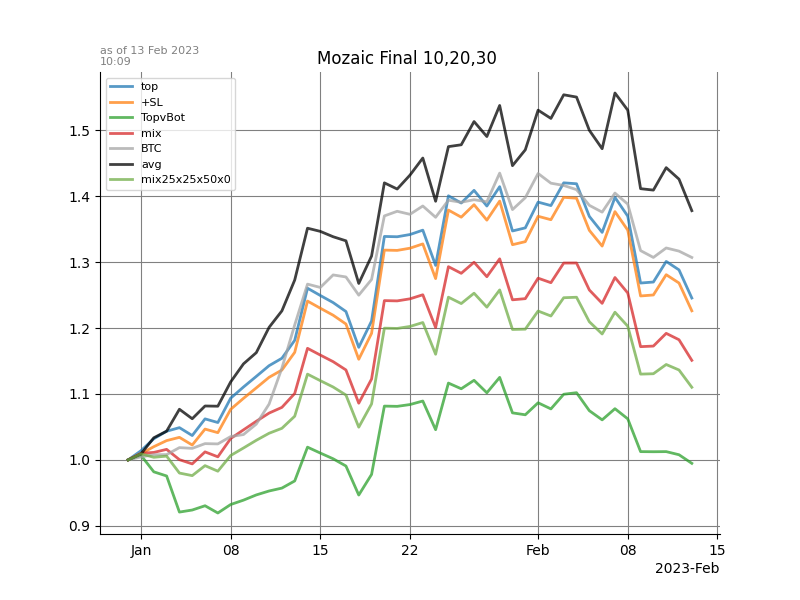 as of 13 Feb 2023
10:09
Mozaic Final 10,20,30
top
+SL
TopvBot
mix
BTC
avg
mix25x25x50x0
1.5
1.4
1.3
1.2
1.1
1.0
0.9
Jan
08
15
22
Feb
08
15
2023-Feb